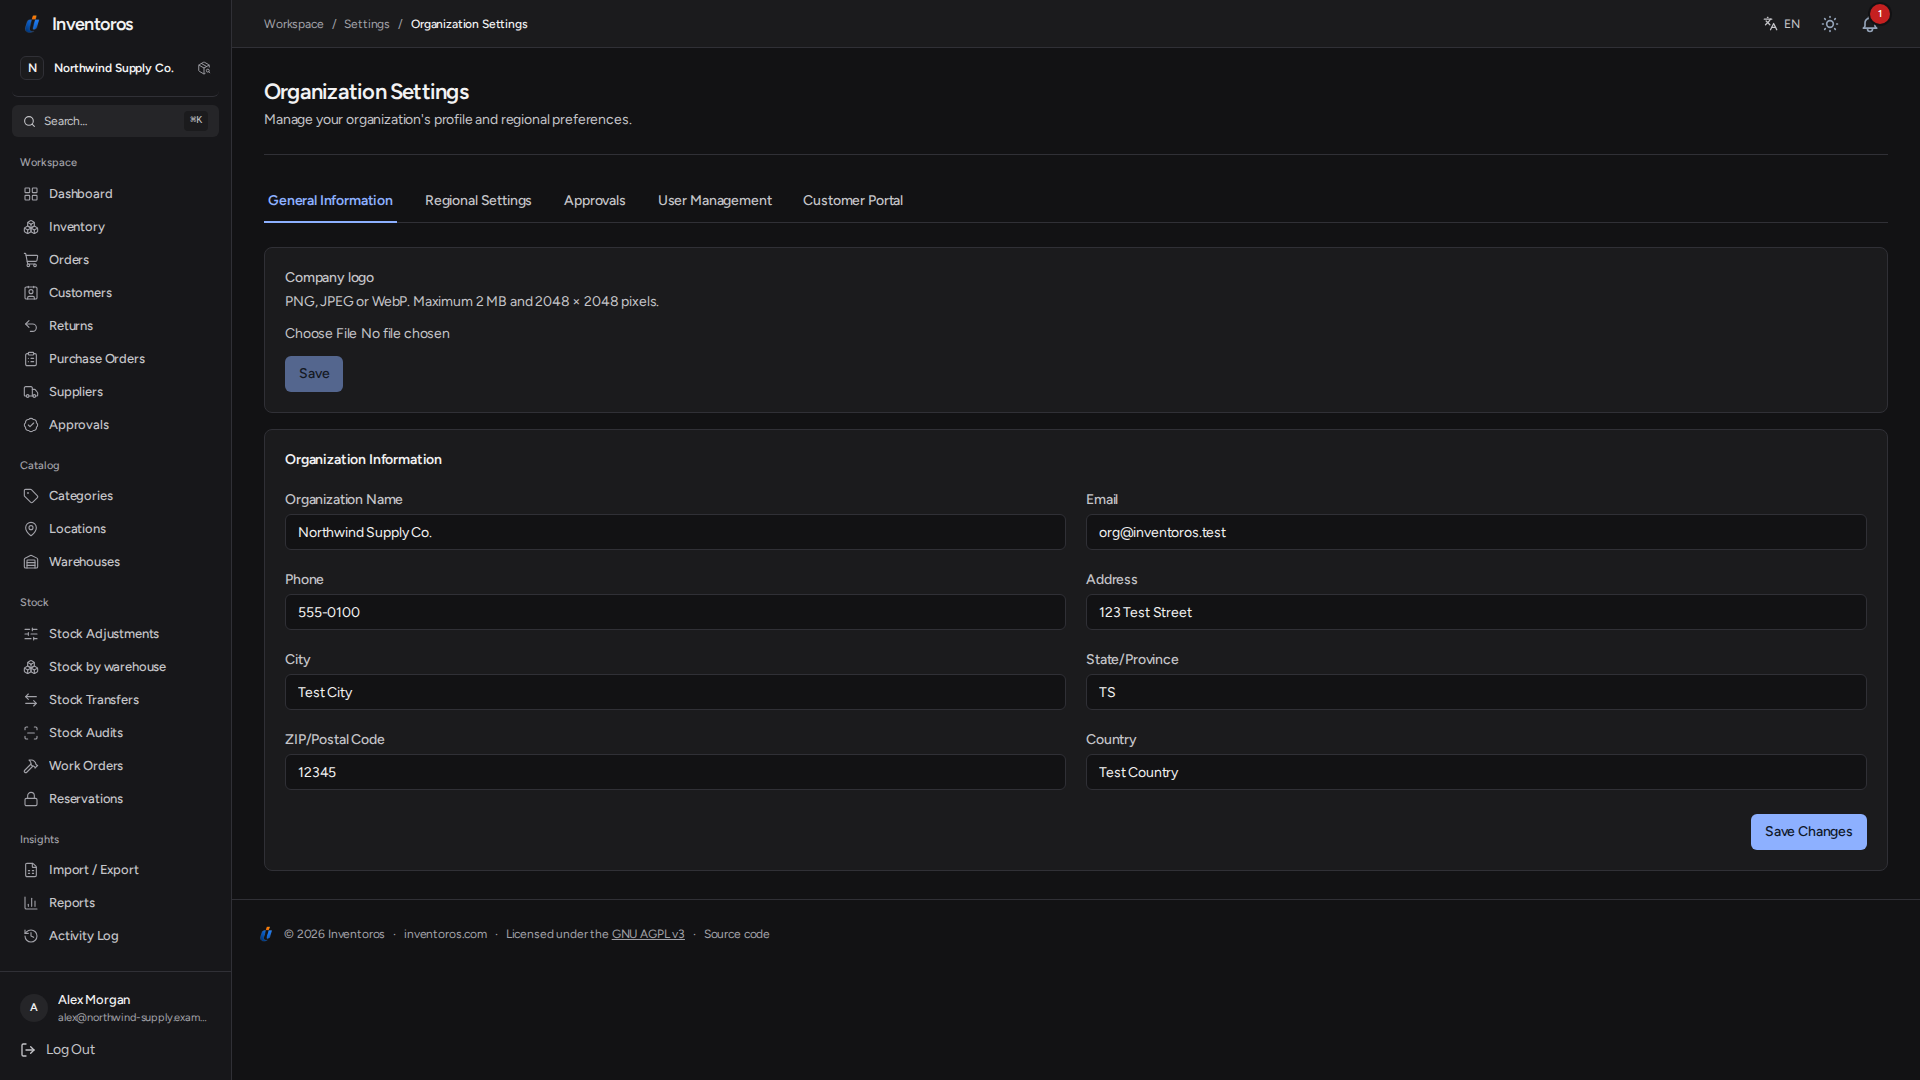 Inventoros
N Northwind Supply Co.
Search... ⌘K
Workspace
Dashboard
Inventory
Orders
Customers
Returns
Purchase Orders
Suppliers
Approvals
Catalog
Categories
Locations
Warehouses
Stock
Stock Adjustments
Stock by warehouse
Stock Transfers
Stock Audits
Work Orders
Reservations
Insights
Import / Export
Reports
Activity Log
A Alex Morgan
alex@northwind-supply.exam...
Log Out
Workspace / Settings / Organization Settings
EN 1
Organization Settings
Manage your organization's profile and regional preferences.
General Information Regional Settings Approvals User Management Customer Portal
Company logo
PNG, JPEG or WebP. Maximum 2 MB and 2048 × 2048 pixels.
Choose File No file chosen
Save
Organization Information
Organization Name Email
Northwind Supply Co. org@inventoros.test
Phone Address
555-0100 123 Test Street
City State/Province
Test City TS
ZIP/Postal Code Country
12345 Test Country
Save Changes
© 2026 Inventoros · inventoros.com · Licensed under the GNU AGPL v3 · Source code